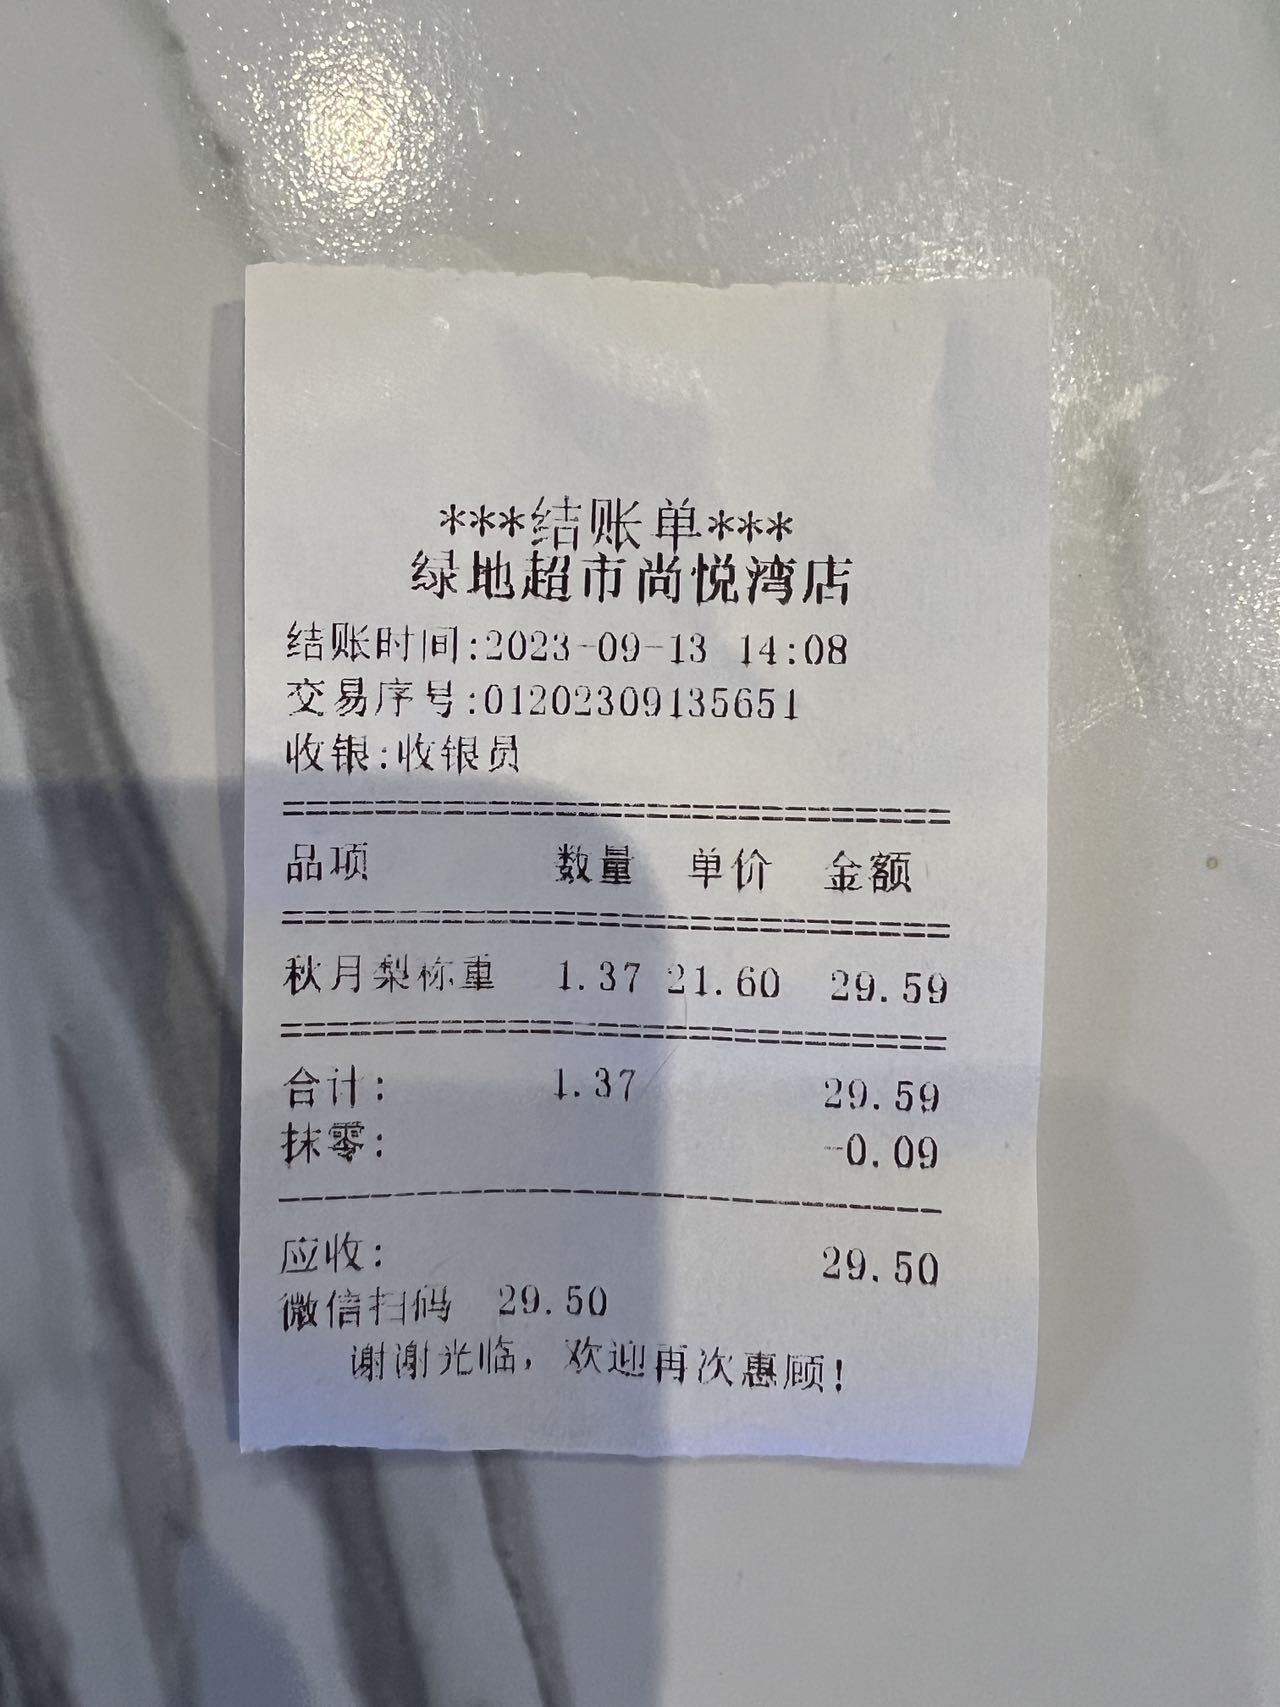 ***结账单***
绿地超市尚悦湾店
结账时间:2023-09-13 14:08
交易序号:01202309135651
收银:收银员
品项 数量 单价 金额
秋月梨称重 1.37 21.60 29.59
合计: 1.37 29.59
抹零: -0.09
应收: 29.50
微信扫码 29.50
谢谢光临，欢迎再次惠顾!